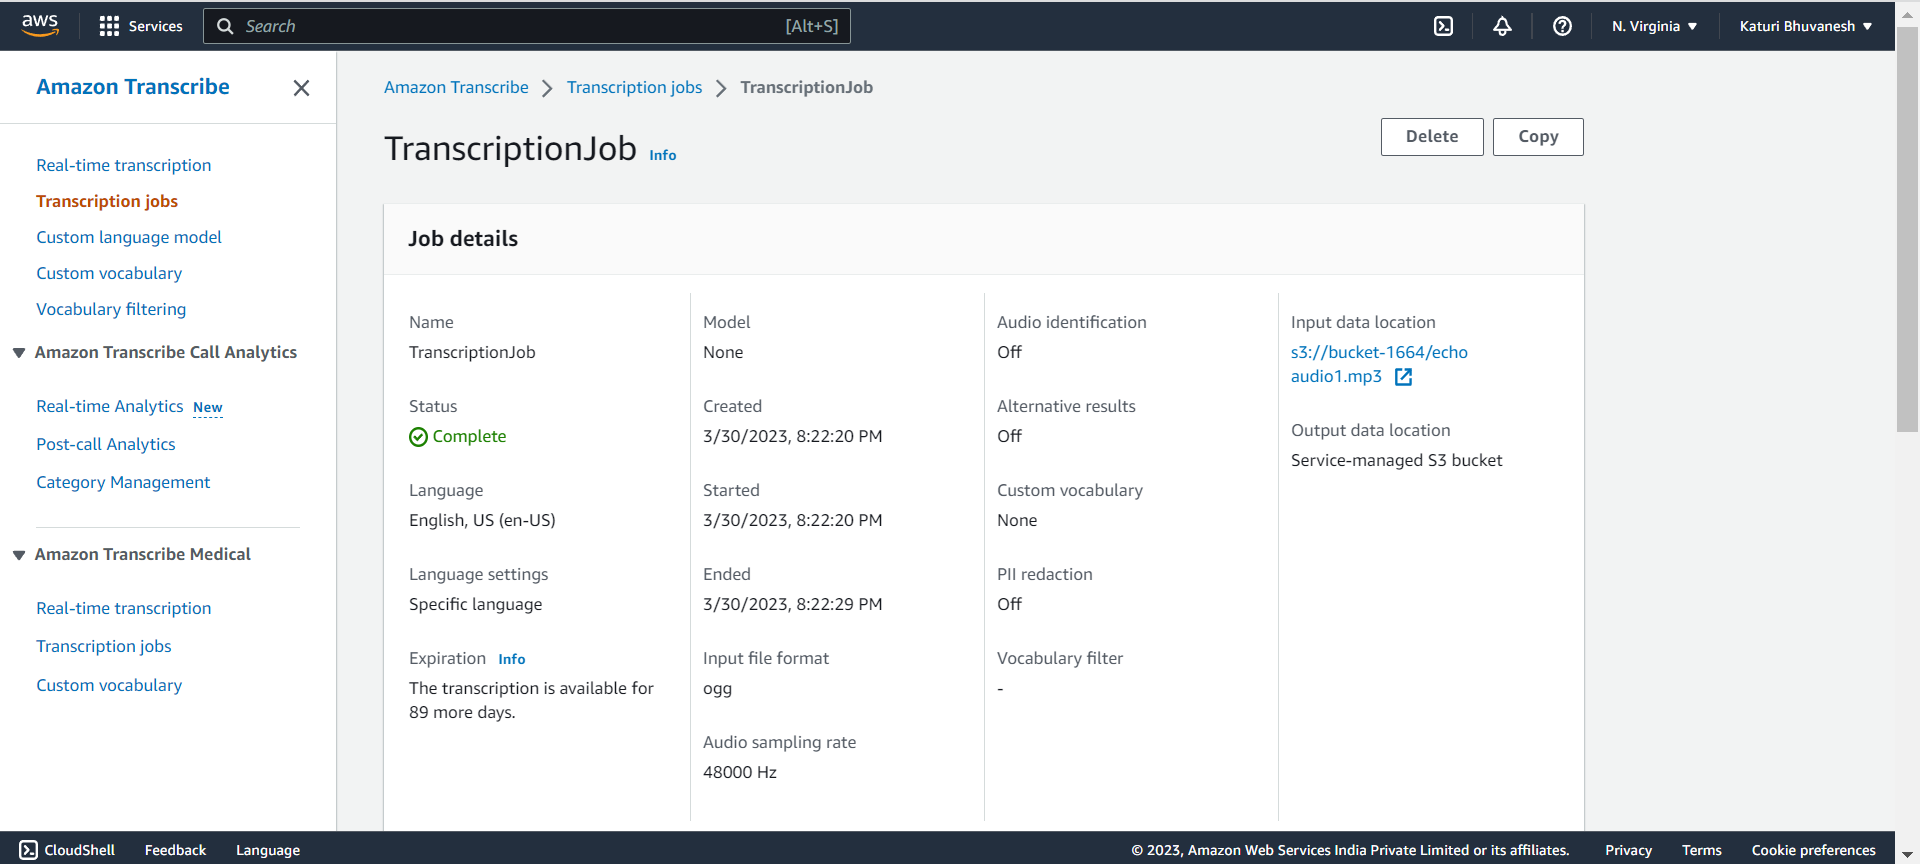 aws
Services
Search [Alt+S]
N. Virginia
Katuri Bhuvanesh
Amazon Transcribe
Real-time transcription
Transcription jobs
Custom language model
Custom vocabulary
Vocabulary filtering
Amazon Transcribe Call Analytics
Real-time Analytics New
Post-call Analytics
Category Management
Amazon Transcribe Medical
Real-time transcription
Transcription jobs
Custom vocabulary
Amazon Transcribe > Transcription jobs > TranscriptionJob
TranscriptionJob Info
Delete
Copy
Job details
Name
TranscriptionJob
Status
Complete
Language
English, US (en-US)
Language settings
Specific language
Expiration Info
The transcription is available for
89 more days.
Model
None
Created
3/30/2023, 8:22:20 PM
Started
3/30/2023, 8:22:20 PM
Ended
3/30/2023, 8:22:29 PM
Input file format
ogg
Audio sampling rate
48000 Hz
Audio identification
Off
Alternative results
Off
Custom vocabulary
None
PII redaction
Off
Vocabulary filter
-
Input data location
s3://bucket-1664/echo
audio1.mp3
Output data location
Service-managed S3 bucket
CloudShell
Feedback
Language
© 2023, Amazon Web Services India Private Limited or its affiliates.
Privacy
Terms
Cookie preferences